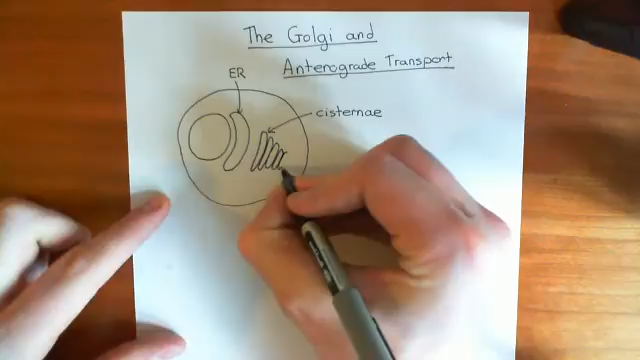 The Golgi and
Anterograde Transport
ER
cisternae